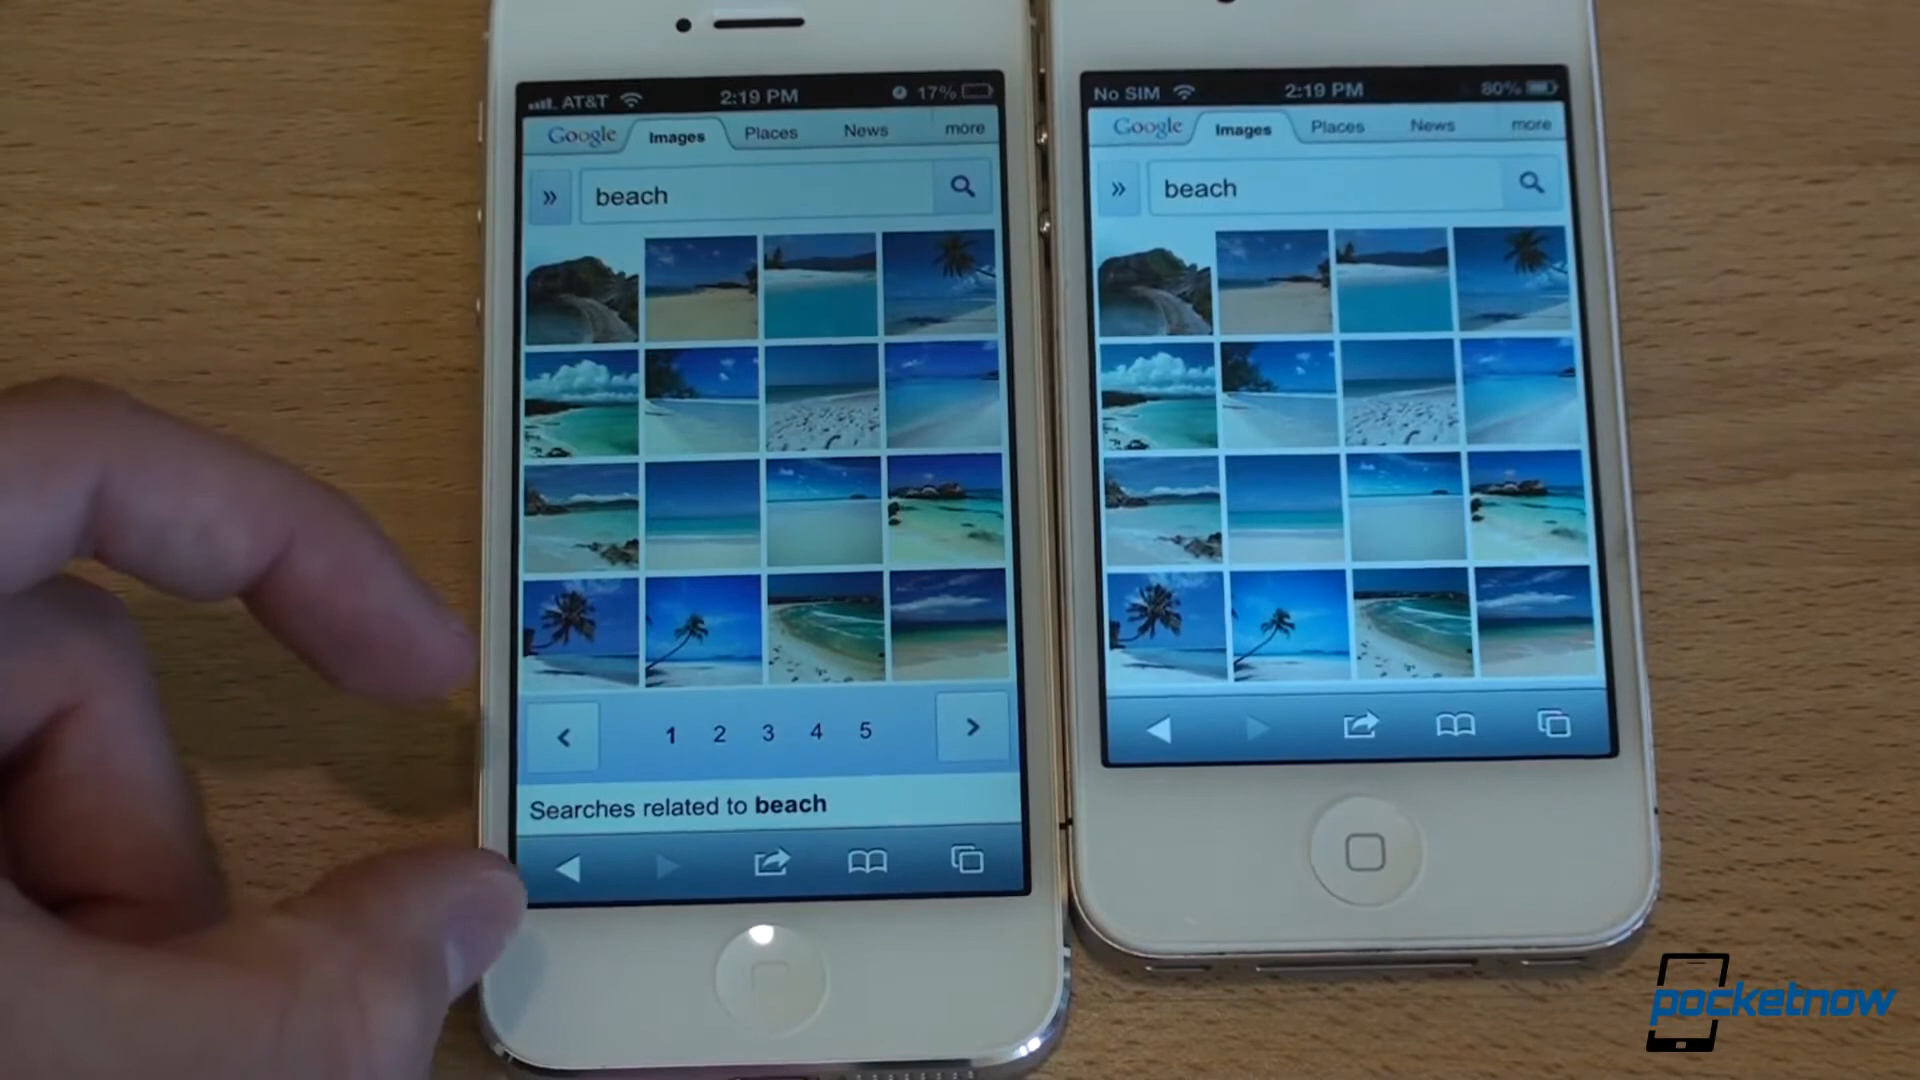 AT&T 2:19 PM 17%
Google Images Places News more
» beach
< 1 2 3 4 5 >
Searches related to beach
No SIM 2:19 PM 80%
Google Images Places News more
» beach
pocketnow